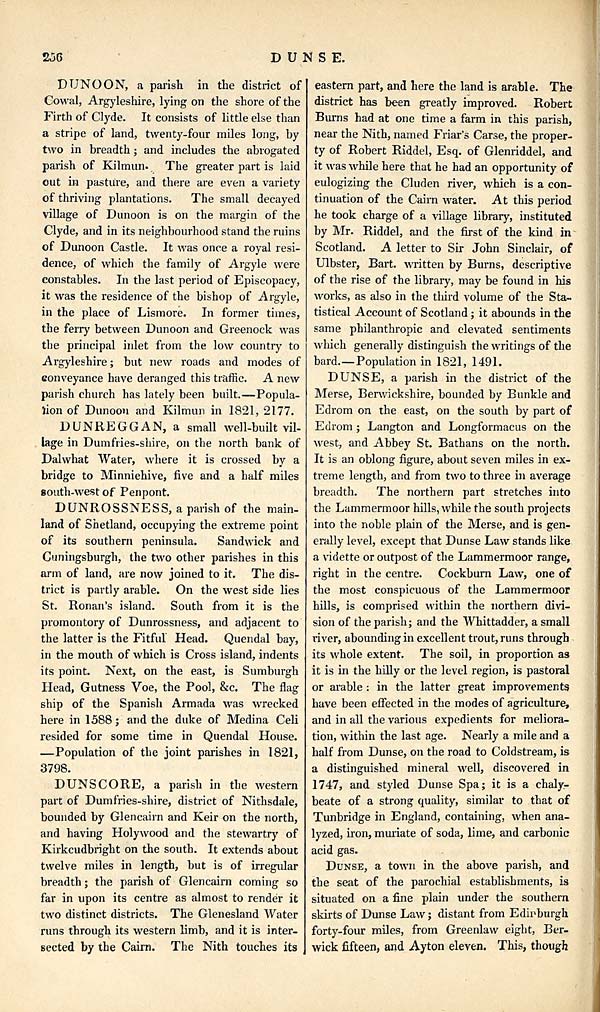 256
DUNSE.
DUNOON, a parish in the district of
Cowal, Argyleshire, lying on the shore of the
Firth of Clyde. It consists of little else than
a stripe of land, twenty-four miles long, by
two in breadth; and includes the abrogated
parish of Kilmun. The greater part is laid
out in pasture, and there are even a variety
of thriving plantations. The small decayed
village of Dunoon is on the margin of the
Clyde, and in its neighbourhood stand the ruins
of Dunoon Castle. It was once a royal resi-
dence, of which the family of Argyle were
constables. In the last period of Episcopacy,
it was the residence of the bishop of Argyle,
in the place of Lismore. In former times,
the ferry between Dunoon and Greenock was
the principal inlet from the low country to
Argyleshire; but new roads and modes of
conveyance have deranged this traffic. A new
parish church has lately been built.—Popula-
tion of Dunoon and Kilmun in 1821, 2177.
DUNREGGAN, a small well-built vil-
lage in Dumfries-shire, on the north bank of
Dalwhat Water, where it is crossed by a
bridge to Minniehive, five and a half miles
south-west of Penpont.
DUNROSSNESS, a parish of the main-
land of Shetland, occupying the extreme point
of its southern peninsula. Sandwick and
Cuningsburgh, the two other parishes in this
arm of land, are now joined to it. The dis-
trict is partly arable. On the west side lies
St. Ronan's island. South from it is the
promontory of Dunrossness, and adjacent to
the latter is the Fitful Head. Quendal bay,
in the mouth of which is Cross island, indents
its point. Next, on the east, is Sumburgh
Head, Gutness Voe, the Pool, &c. The flag
ship of the Spanish Armada was wrecked
here in 1588; and the duke of Medina Celi
resided for some time in Quendal House.
—Population of the joint parishes in 1821,
3798.
DUNSCORE, a parish in the western
part of Dumfries-shire, district of Nithsdale,
bounded by Glencairn and Keir on the north,
and having Holywood and the stewartry of
Kirkcudbright on the south. It extends about
twelve miles in length, but is of irregular
breadth; the parish of Glencairn coming so
far in upon its centre as almost to render it
two distinct districts. The Glenesland Water
runs through its western limb, and it is inter-
sected by the Cairn. The Nith touches its
eastern part, and here the land is arable. The
district has been greatly improved. Robert
Burns had at one time a farm in this parish,
near the Nith, named Friar's Carse, the proper-
ty of Robert Riddel, Esq. of Glenriddel, and
it was while here that he had an opportunity of
eulogizing the Cluden river, which is a con-
tinuation of the Cairn water. At this period
he took charge of a village library, instituted
by Mr. Riddel, and the first of the kind in
Scotland. A letter to Sir John Sinclair, of
Ulbster, Bart. written by Burns, descriptive
of the rise of the library, may be found in his
works, as also in the third volume of the Sta-
tistical Account of Scotland; it abounds in the
same philanthropic and elevated sentiments
which generally distinguish the writings of the
bard.—Population in 1821, 1491.
DUNSE, a parish in the district of the
Merse, Berwickshire, bounded by Bunkle and
Edrom on the east, on the south by part of
Edrom; Langton and Longformacus on the
west, and Abbey St. Bathans on the north.
It is an oblong figure, about seven miles in ex-
treme length, and from two to three in average
breadth. The northern part stretches into
the Lammermoor hills, while the south projects
into the noble plain of the Merse, and is gen-
erally level, except that Dunse Law stands like
a vidette or outpost of the Lammermoor range,
right in the centre. Cockburn Law, one of
the most conspicuous of the Lammermoor
hills, is comprised within the northern divi-
sion of the parish; and the Whittadder, a small
river, abounding in excellent trout, runs through
its whole extent. The soil, in proportion as
it is in the hilly or the level region, is pastoral
or arable: in the latter great improvements
have been effected in the modes of agriculture,
and in all the various expedients for meliora-
tion, within the last age. Nearly a mile and a
half from Dunse, on the road to Coldstream, is
a distinguished mineral well, discovered in
1747, and styled Dunse Spa; it is a chaly-
beate of a strong quality, similar to that of
Tunbridge in England, containing, when ana-
lyzed, iron, muriate of soda, lime, and carbonic
acid gas.
DUNSE, a town in the above parish, and
the seat of the parochial establishments, is
situated on a fine plain under the southern
skirts of Dunse Law; distant from Edinburgh
forty-four miles, from Greenlaw eight, Ber-
wick fifteen, and Ayton eleven. This, though